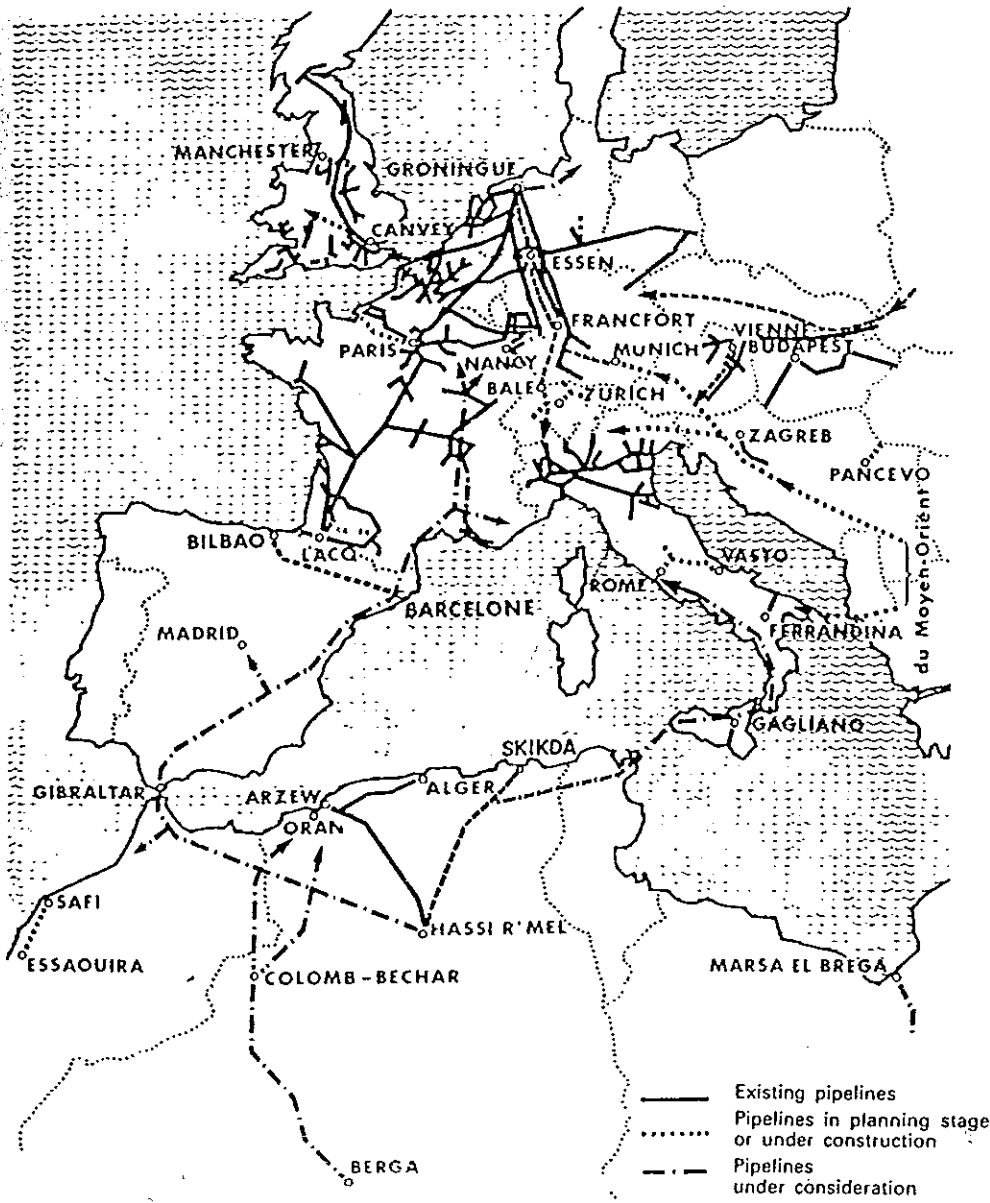 MANCHESTER
GRONINGUE
CANVEY
ESSEN
FRANCFORT
PARIS
NANCY
MUNICH
VIENNE
BUDAPEST
BALE
ZURICH
ZAGREB
PANCEVO
BILBAO
LACQ
BARCELONE
ROME
VASTO
FERRANDINA
du Moyen-Orient
MADRID
GAGLIANO
SKIKDA
GIBRALTAR
ARZEW
ALGER
ORAN
SAFI
HASSI R'MEL
ESSAOUIRA
COLOMB-BECHAR
MARSA EL BREGA
BERGA
Existing pipelines
Pipelines in planning stage
or under construction
Pipelines
under consideration